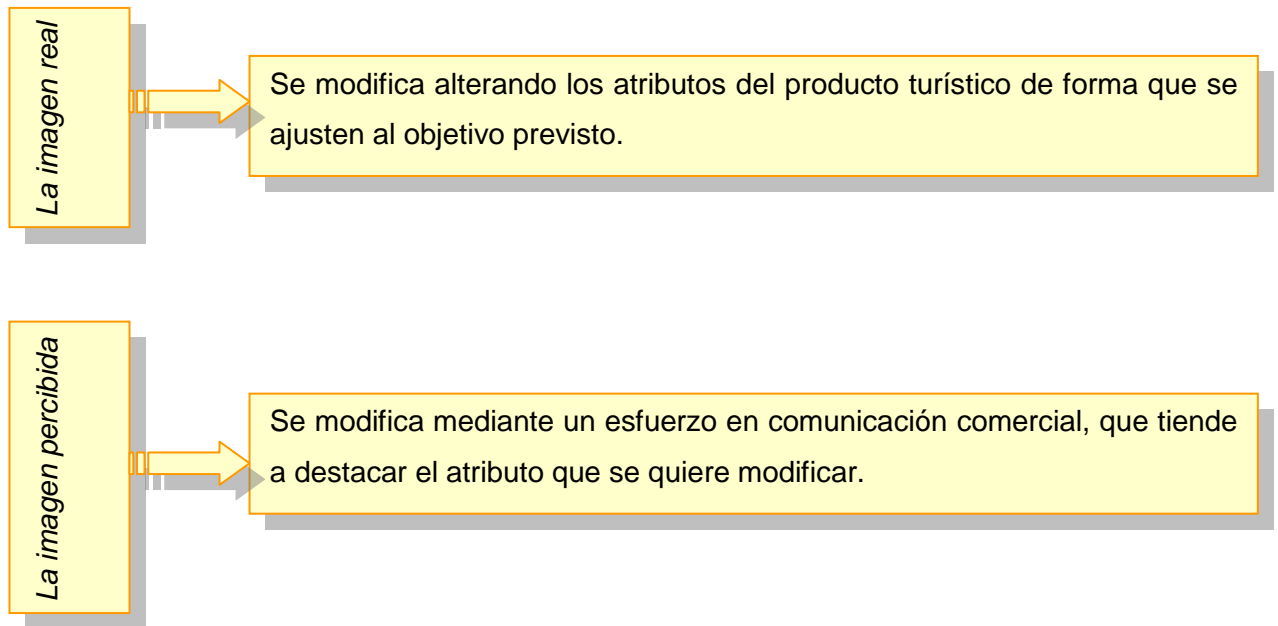 La imagen real
Se modifica alterando los atributos del producto turístico de forma que se
ajusten al objetivo previsto.
La imagen percibida
Se modifica mediante un esfuerzo en comunicación comercial, que tiende
a destacar el atributo que se quiere modificar.